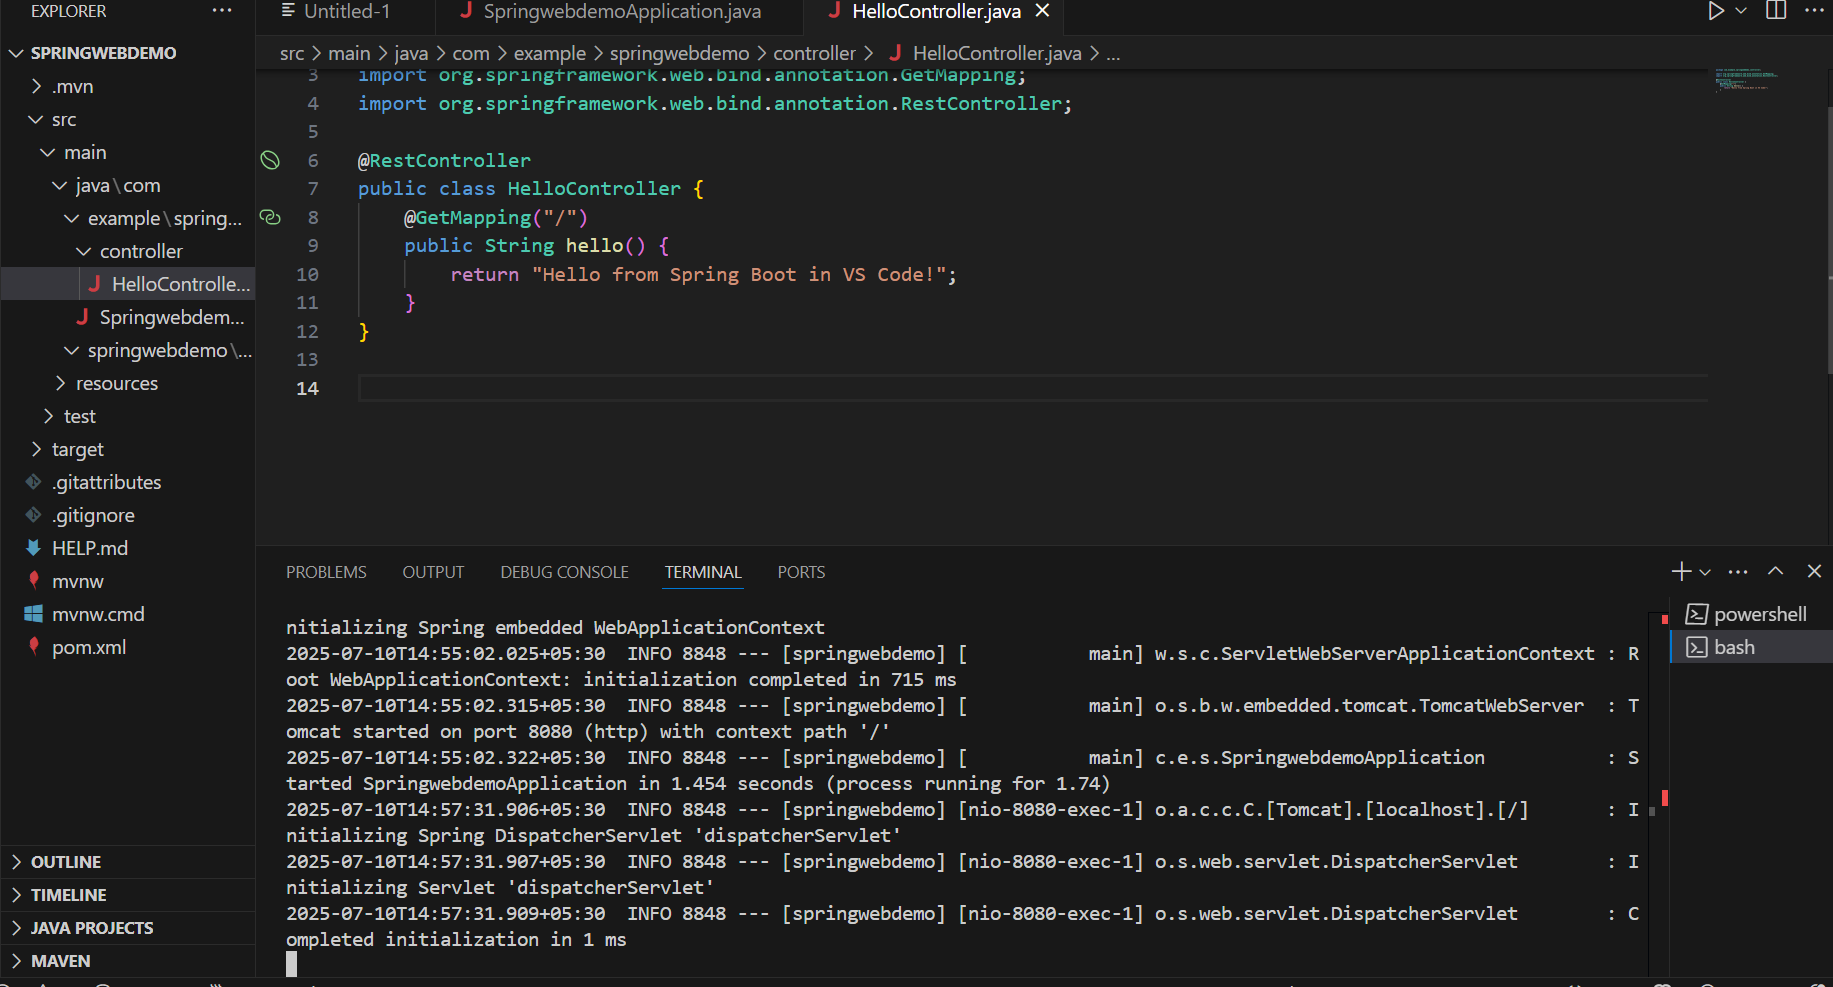 EXPLORER
...
SPRINGWEBDEMO
.mvn
src
main
java\com
example\spring...
controller
HelloControlle...
Springwebdem...
springwebdemo\...
resources
test
target
.gitattributes
.gitignore
HELP.md
mvnw
mvnw.cmd
pom.xml
OUTLINE
TIMELINE
JAVA PROJECTS
MAVEN
Untitled-1
SpringwebdemoApplication.java
HelloController.java
src > main > java > com > example > springwebdemo > controller > HelloController.java > ...
3 import org.springframework.web.bind.annotation.GetMapping;
4 import org.springframework.web.bind.annotation.RestController;
5
6 @RestController
7 public class HelloController {
8 @GetMapping("/")
9 public String hello() {
10 return "Hello from Spring Boot in VS Code!";
11 }
12 }
13
14
PROBLEMS OUTPUT DEBUG CONSOLE TERMINAL PORTS
nitializing Spring embedded WebApplicationContext
2025-07-10T14:55:02.025+05:30  INFO 8848 --- [springwebdemo] [           main] w.s.c.ServletWebServerApplicationContext : R
oot WebApplicationContext: initialization completed in 715 ms
2025-07-10T14:55:02.315+05:30  INFO 8848 --- [springwebdemo] [           main] o.s.b.w.embedded.tomcat.TomcatWebServer  : T
omcat started on port 8080 (http) with context path '/'
2025-07-10T14:55:02.322+05:30  INFO 8848 --- [springwebdemo] [           main] c.e.s.SpringwebdemoApplication           : S
tarted SpringwebdemoApplication in 1.454 seconds (process running for 1.74)
2025-07-10T14:57:31.906+05:30  INFO 8848 --- [springwebdemo] [nio-8080-exec-1] o.a.c.c.C.[Tomcat].[localhost].[/]       : I
nitializing Spring DispatcherServlet 'dispatcherServlet'
2025-07-10T14:57:31.907+05:30  INFO 8848 --- [springwebdemo] [nio-8080-exec-1] o.s.web.servlet.DispatcherServlet        : I
nitializing Servlet 'dispatcherServlet'
2025-07-10T14:57:31.909+05:30  INFO 8848 --- [springwebdemo] [nio-8080-exec-1] o.s.web.servlet.DispatcherServlet        : C
ompleted initialization in 1 ms
powershell
bash